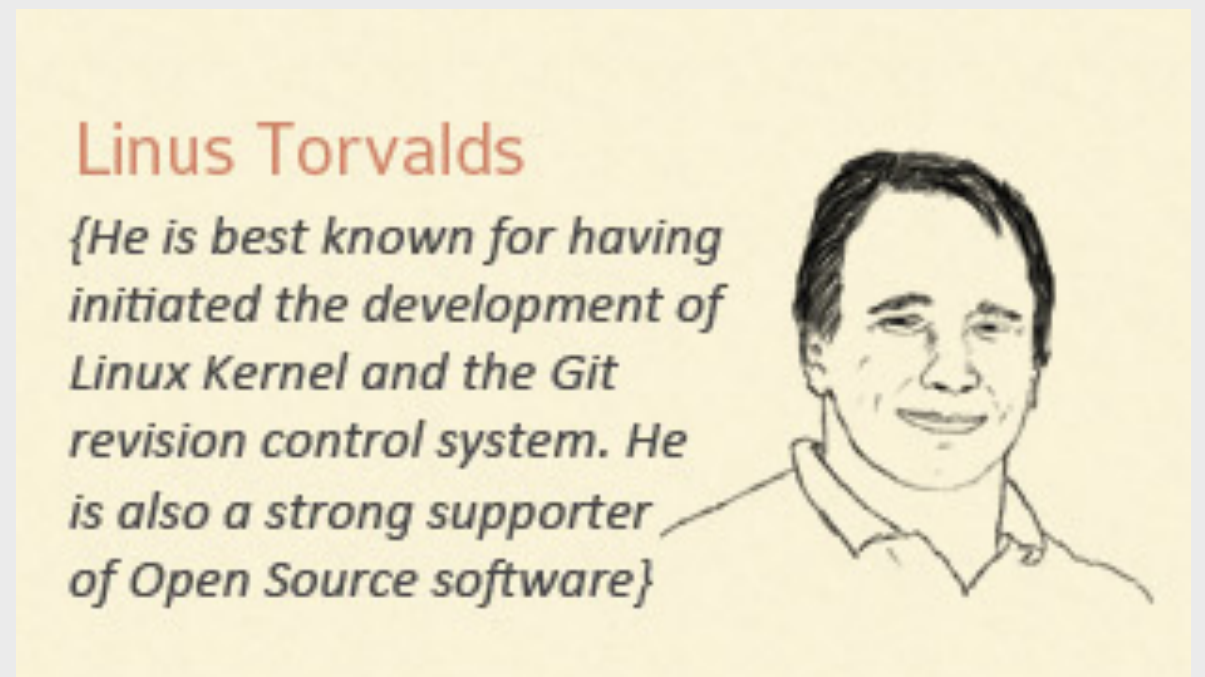 Linus Torvalds
{He is best known for having
initiated the development of
Linux Kernel and the Git
revision control system. He
is also a strong supporter
of Open Source software}